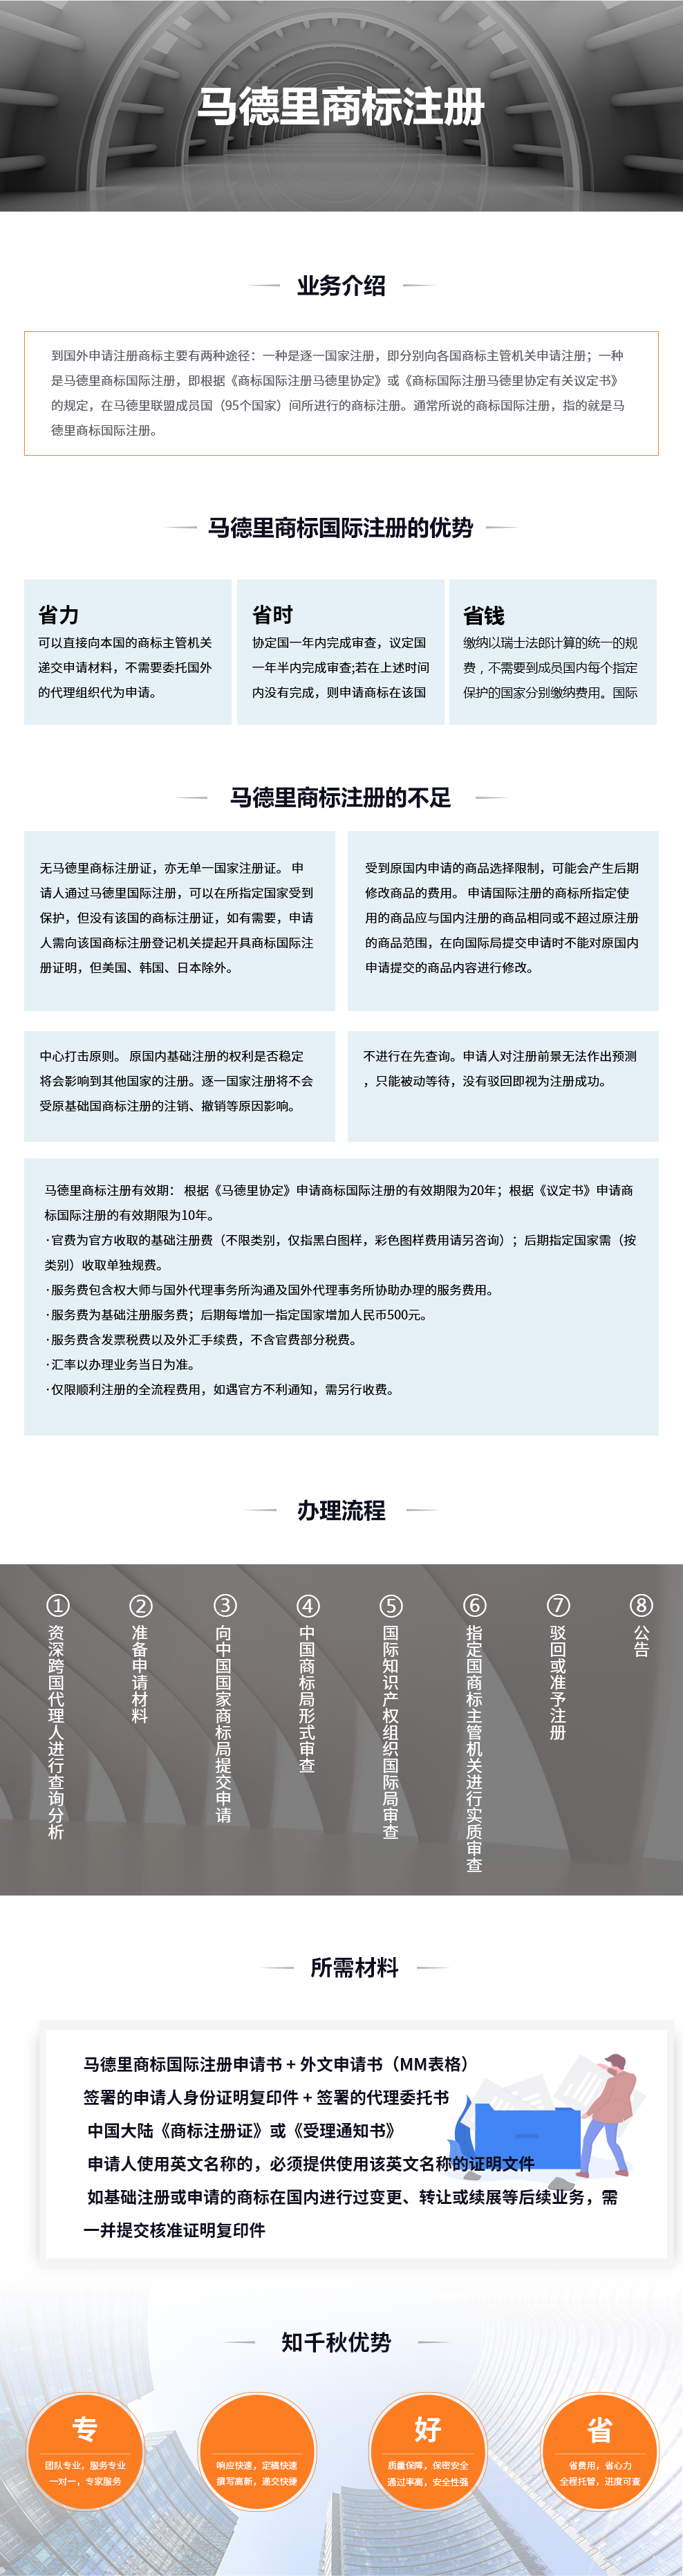 马德里商标注册
业务介绍
到国外申请注册商标主要有两种途径：一种是逐一国家注册，即分别向各国商标主管机关申请注册；一种
是马德里商标国际注册，即根据《商标国际注册马德里协定》或《商标国际注册马德里协定有关议定书》
的规定，在马德里联盟成员国（95个国家）间所进行的商标注册。通常所说的商标国际注册，指的就是马
德里商标国际注册。
马德里商标国际注册的优势
省力
可以直接向本国的商标主管机关
递交申请材料，不需要委托国外
的代理组织代为申请。
省时
协定国一年内完成审查，议定国
一年半内完成审查;若在上述时间
内没有完成，则申请商标在该国
省钱
缴纳以瑞士法郎计算的统一的规
费，不需要到成员国内每个指定
保护的国家分别缴纳费用。国际
马德里商标注册的不足
无马德里商标注册证，亦无单一国家注册证。 申
请人通过马德里国际注册，可以在所指定国家受到
保护，但没有该国的商标注册证，如有需要，申请
人需向该国商标注册登记机关提起开具商标国际注
册证明，但美国、韩国、日本除外。
受到原国内申请的商品选择限制，可能会产生后期
修改商品的费用。 申请国际注册的商标所指定使
用的商品应与国内注册的商品相同或不超过原注册
的商品范围，在向国际局提交申请时不能对原国内
申请提交的商品内容进行修改。
中心打击原则。 原国内基础注册的权利是否稳定
将会影响到其他国家的注册。逐一国家注册将不会
受原基础国商标注册的注销、撤销等原因影响。
不进行在先查询。申请人对注册前景无法作出预测
，只能被动等待，没有驳回即视为注册成功。
马德里商标注册有效期： 根据《马德里协定》申请商标国际注册的有效期限为20年；根据《议定书》申请商
标国际注册的有效期限为10年。
·官费为官方收取的基础注册费（不限类别，仅指黑白图样，彩色图样费用请另咨询）；后期指定国家需（按
类别）收取单独规费。
·服务费包含权大师与国外代理事务所沟通及国外代理事务所协助办理的服务费用。
·服务费为基础注册服务费；后期每增加一指定国家增加人民币500元。
·服务费含发票税费以及外汇手续费，不含官费部分税费。
·汇率以办理业务当日为准。
·仅限顺利注册的全流程费用，如遇官方不利通知，需另行收费。
办理流程
①资深跨国代理人进行查询分析
②准备申请材料
③向中国国家商标局提交申请
④中国商标局形式审查
⑤国际知识产权组织国际局审查
⑥指定国商标主管机关进行实质审查
⑦驳回或准予注册
⑧公告
所需材料
马德里商标国际注册申请书 + 外文申请书（MM表格）
签署的申请人身份证明复印件 + 签署的代理委托书
中国大陆《商标注册证》或《受理通知书》
申请人使用英文名称的，必须提供使用该英文名称的证明文件
如基础注册或申请的商标在国内进行过变更、转让或续展等后续业务，需
一并提交核准证明复印件
知千秋优势
专
团队专业，服务专业
一对一，专家服务
响应快速，定稿快速
撰写高新，递交快捷
好
质量保障，保密安全
通过率高，安全性强
省
省费用，省心力
全程托管，进度可查